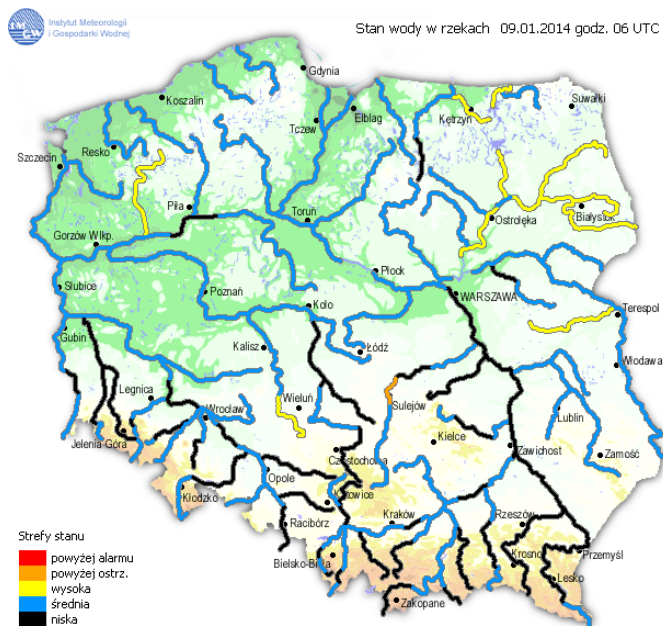 IMGW
Instytut Meteorologii
i Gospodarki Wodnej
Stan wody w rzekach 09.01.2014 godz. 06 UTC
Gdynia
Koszalin
Suwałki
Elbląg
Kętrzyn
Tczew
Resko
Szczecin
Piła
Toruń
Białystok
Ostrołęka
Gorzów Wlkp.
Płock
Słubice
Poznań
WARSZAWA
Koło
Terespol
Gubin
Kalisz
Łódź
Włodawa
Legnica
Wieluń
Sulejów
Wrocław
Lublin
Jelenia-Góra
Kielce
Zawichost
Zamość
Częstochowa
Opole
Kłodzko
Katowice
Racibórz
Kraków
Rzeszów
Bielsko-Biała
Krosno
Przemyśl
Lesko
Zakopane
Strefy stanu
powyżej alarmu
powyżej ostrz.
wysoka
średnia
niska